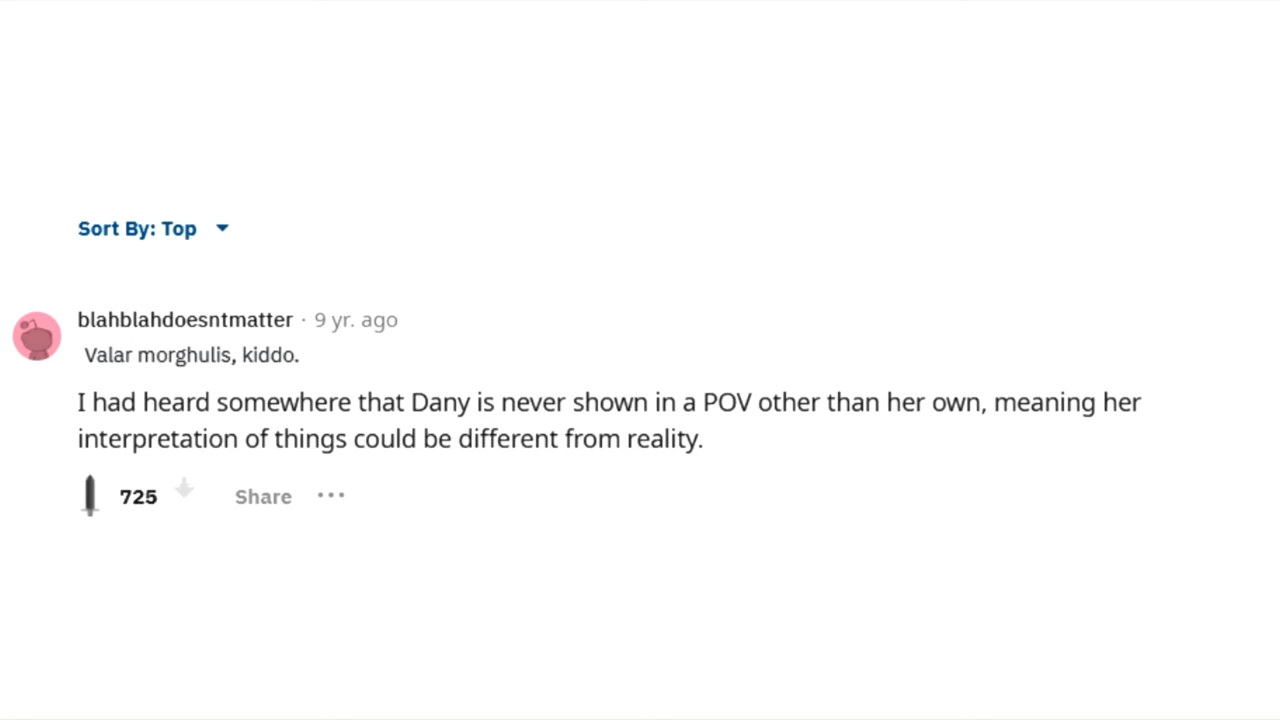 Sort By: Top
blahblahdoesntmatter · 9 yr. ago
Valar morghulis, kiddo.
I had heard somewhere that Dany is never shown in a POV other than her own, meaning her
interpretation of things could be different from reality.
725 Share ···